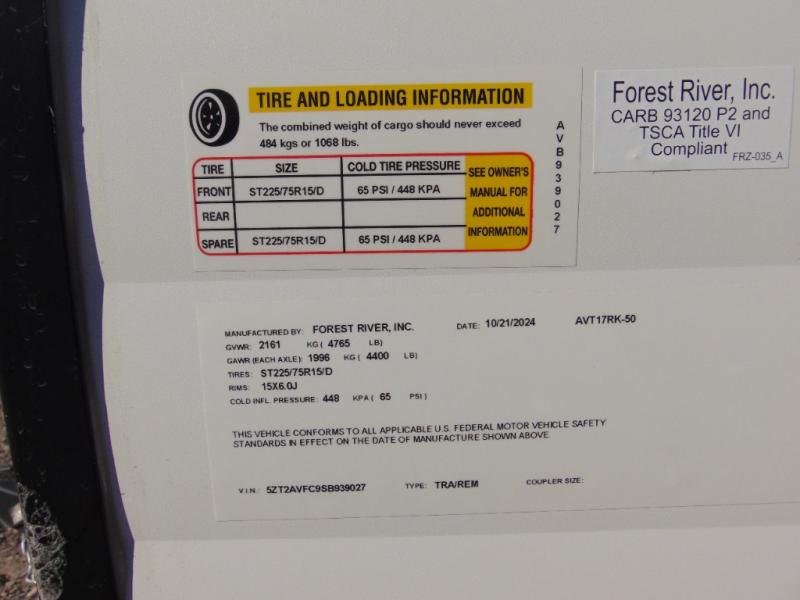 TIRE AND LOADING INFORMATION
The combined weight of cargo should never exceed
484 kgs or 1068 lbs.
TIRE SIZE COLD TIRE PRESSURE SEE OWNER'S
FRONT ST225/75R15/D 65 PSI / 448 KPA MANUAL FOR
REAR ADDITIONAL
SPARE ST225/75R15/D 65 PSI / 448 KPA INFORMATION
AVB939027
Forest River, Inc.
CARB 93120 P2 and
TSCA Title VI
Compliant FRZ-035_A
MANUFACTURED BY: FOREST RIVER, INC. DATE: 10/21/2024 AVT17RK-50
GVWR: 2161 KG ( 4765 LB)
GAWR (EACH AXLE): 1996 KG ( 4400 LB)
TIRES: ST225/75R15/D
RIMS: 15X6.0J
COLD INFL. PRESSURE: 448 KPA ( 65 PSI )
THIS VEHICLE CONFORMS TO ALL APPLICABLE U.S. FEDERAL MOTOR VEHICLE SAFETY
STANDARDS IN EFFECT ON THE DATE OF MANUFACTURE SHOWN ABOVE.
V.I.N.: 5ZT2AVFC9SB939027 TYPE: TRA/REM COUPLER SIZE: